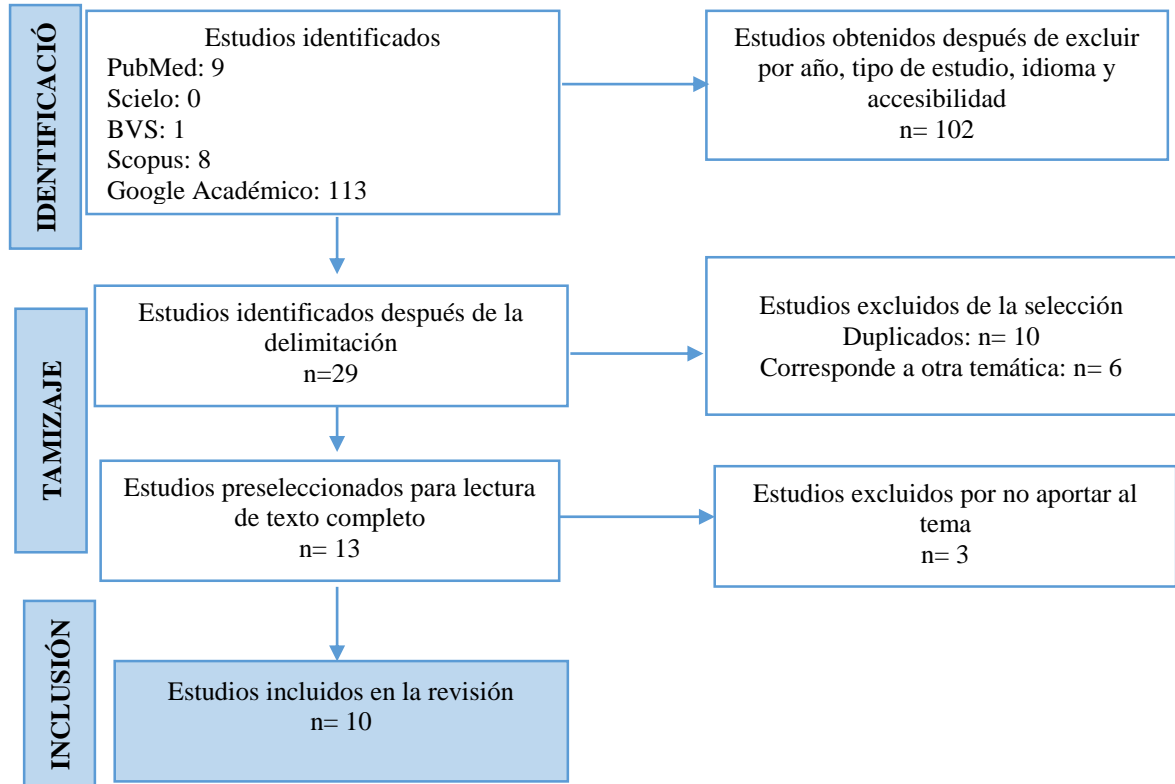 IDENTIFICACIÓ
Estudios identificados
PubMed: 9
Scielo: 0
BVS: 1
Scopus: 8
Google Académico: 113
Estudios obtenidos después de excluir
por año, tipo de estudio, idioma y
accesibilidad
n= 102
TAMIZAJE
Estudios identificados después de la
delimitación
n=29
Estudios excluidos de la selección
Duplicados: n= 10
Corresponde a otra temática: n= 6
Estudios preseleccionados para lectura
de texto completo
n= 13
Estudios excluidos por no aportar al
tema
n= 3
INCLUSIÓN
Estudios incluidos en la revisión
n= 10